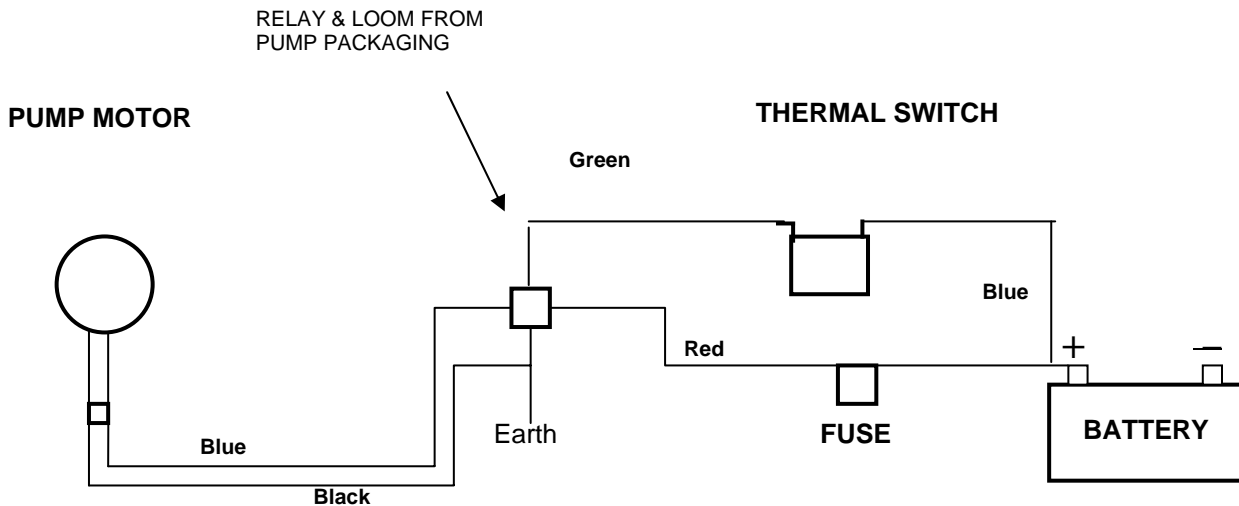 RELAY & LOOM FROM
PUMP PACKAGING
PUMP MOTOR
THERMAL SWITCH
Green
Blue
Red
+
−
Earth
FUSE
BATTERY
Blue
Black